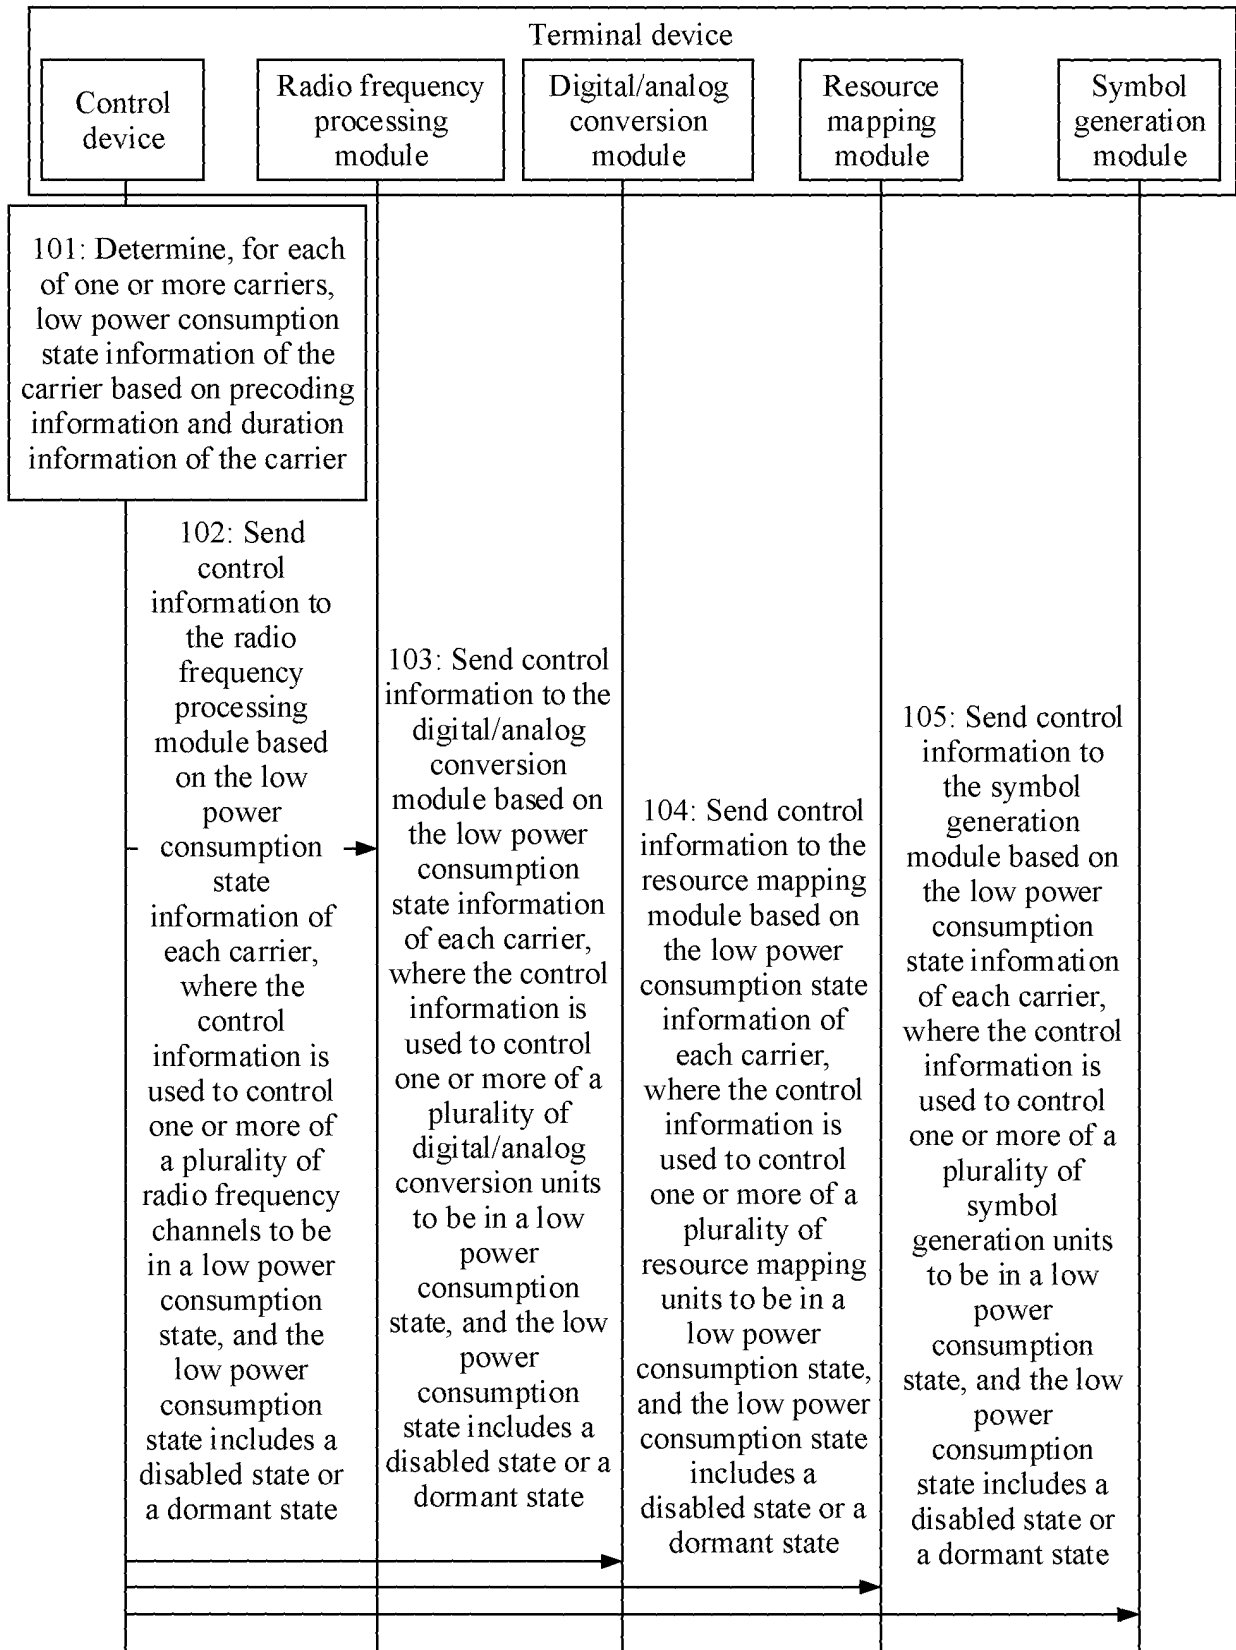 Terminal device
Control
device
Radio frequency
processing
module
Digital/analog
conversion
module
Resource
mapping
module
Symbol
generation
module
101: Determine, for each
of one or more carriers,
low power consumption
state information of the
carrier based on precoding
information and duration
information of the carrier
102: Send
control
information to
the radio
frequency
processing
module based
on the low
power
consumption
state
information of
each carrier,
where the
control
information is
used to control
one or more of
a plurality of
radio frequency
channels to be
in a low power
consumption
state, and the
low power
consumption
state includes a
disabled state or
a dormant state
103: Send control
information to the
digital/analog
conversion
module based on
the low power
consumption
state information
of each carrier,
where the control
information is
used to control
one or more of a
plurality of
digital/analog
conversion units
to be in a low
power
consumption
state, and the low
power
consumption
state includes a
disabled state or a
dormant state
104: Send control
information to the
resource mapping
module based on
the low power
consumption state
information of
each carrier,
where the control
information is
used to control
one or more of a
plurality of
resource mapping
units to be in a
low power
consumption state,
and the low power
consumption state
includes a
disabled state or a
dormant state
105: Send control
information to
the symbol
generation
module based on
the low power
consumption
state information
of each carrier,
where the control
information is
used to control
one or more of a
plurality of
symbol
generation units
to be in a low
power
consumption
state, and the low
power
consumption
state includes a
disabled state or
a dormant state